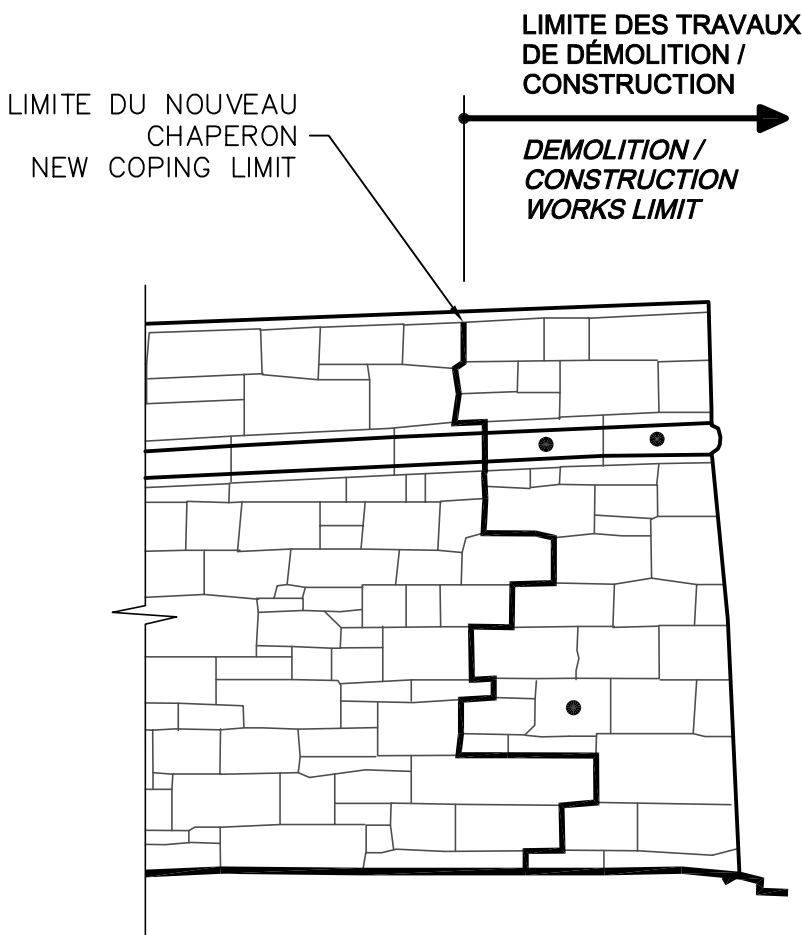 LIMITE DES TRAVAUX
DE DÉMOLITION /
CONSTRUCTION
LIMITE DU NOUVEAU
CHAPERON
NEW COPING LIMIT
DEMOLITION /
CONSTRUCTION
WORKS LIMIT